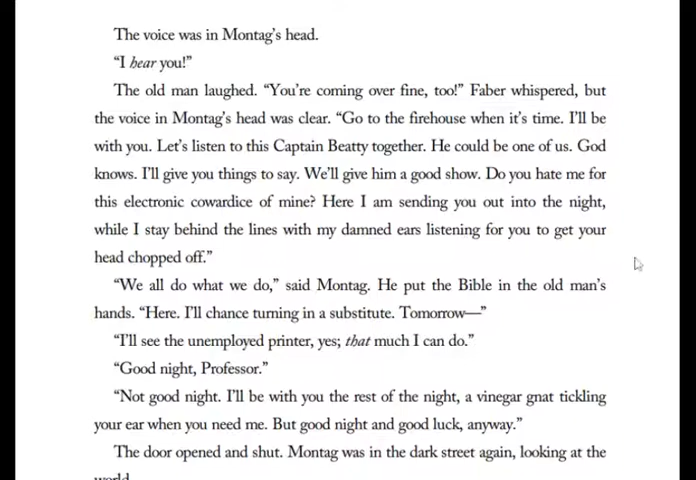 The voice was in Montag's head.
"I hear you!"
The old man laughed. "You're coming over fine, too!" Faber whispered, but
the voice in Montag's head was clear. "Go to the firehouse when it's time. I'll be
with you. Let's listen to this Captain Beatty together. He could be one of us. God
knows. I'll give you things to say. We'll give him a good show. Do you hate me for
this electronic cowardice of mine? Here I am sending you out into the night,
while I stay behind the lines with my damned ears listening for you to get your
head chopped off."
"We all do what we do," said Montag. He put the Bible in the old man's
hands. "Here. I'll chance turning in a substitute. Tomorrow—"
"I'll see the unemployed printer, yes; that much I can do."
"Good night, Professor."
"Not good night. I'll be with you the rest of the night, a vinegar gnat tickling
your ear when you need me. But good night and good luck, anyway."
The door opened and shut. Montag was in the dark street again, looking at the
world.